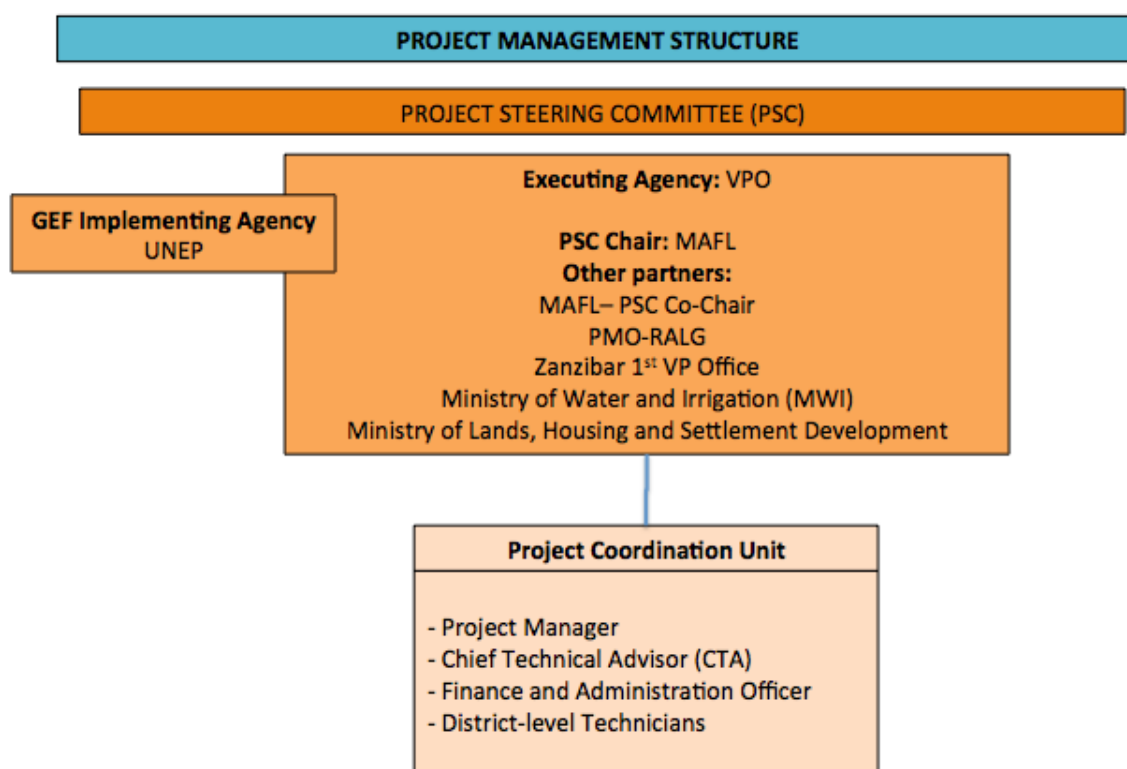 PROJECT MANAGEMENT STRUCTURE
PROJECT STEERING COMMITTEE (PSC)
GEF Implementing Agency
UNEP
Executing Agency: VPO
PSC Chair: MAFL
Other partners:
MAFL– PSC Co-Chair
PMO-RALG
Zanzibar 1st VP Office
Ministry of Water and Irrigation (MWI)
Ministry of Lands, Housing and Settlement Development
Project Coordination Unit
- Project Manager
- Chief Technical Advisor (CTA)
- Finance and Administration Officer
- District-level Technicians